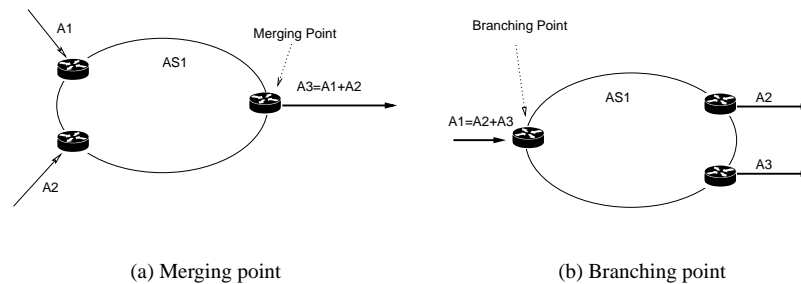 A1
Merging Point
AS1
A3=A1+A2
A2
(a) Merging point
Branching Point
AS1
A2
A1=A2+A3
A3
(b) Branching point